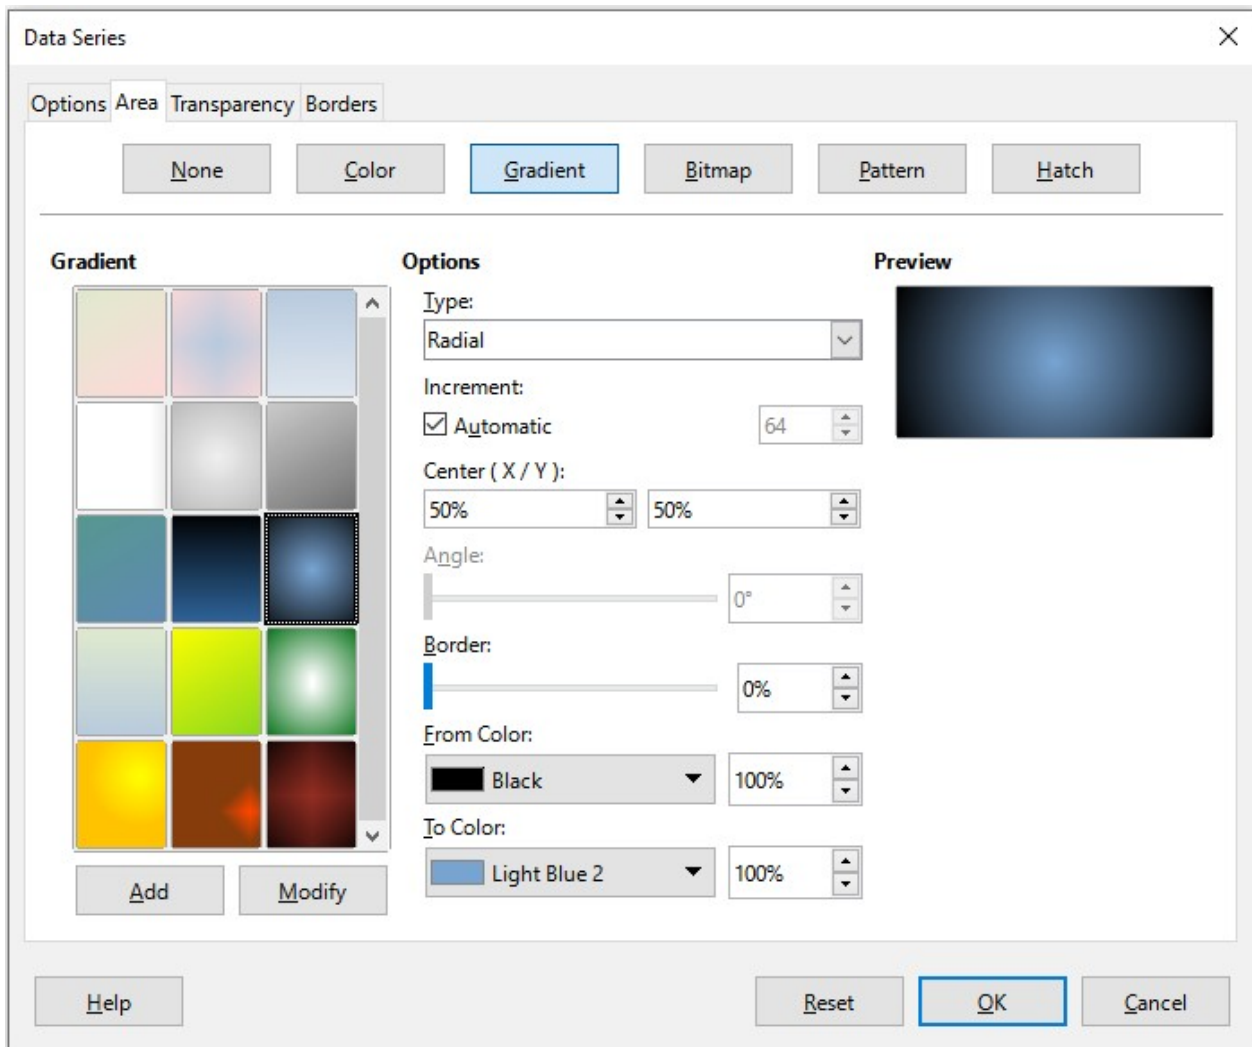 Data Series
Options Area Transparency Borders
None Color Gradient Bitmap Pattern Hatch
Gradient
Options
Type:
Radial
Increment:
Automatic 64
Center ( X / Y ):
50% 50%
Angle:
0°
Border:
0%
From Color:
Black 100%
To Color:
Light Blue 2 100%
Preview
Add Modify
Help Reset OK Cancel